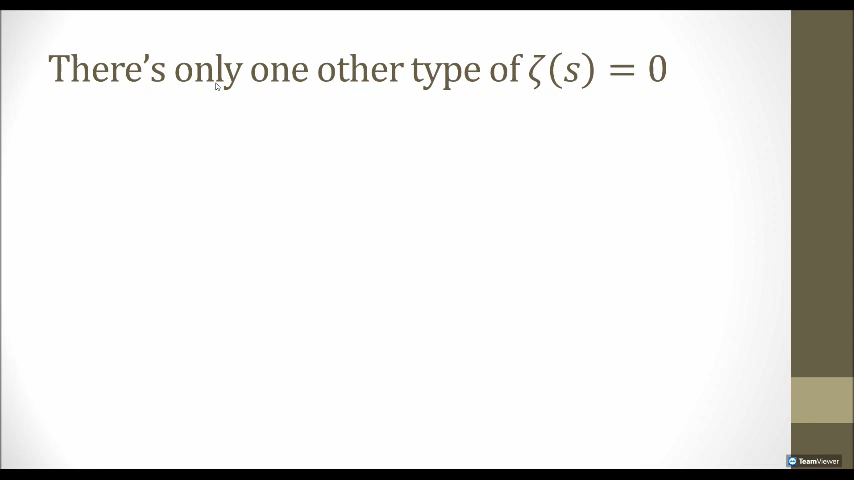 There’s only one other type of ζ(s) = 0
TeamViewer